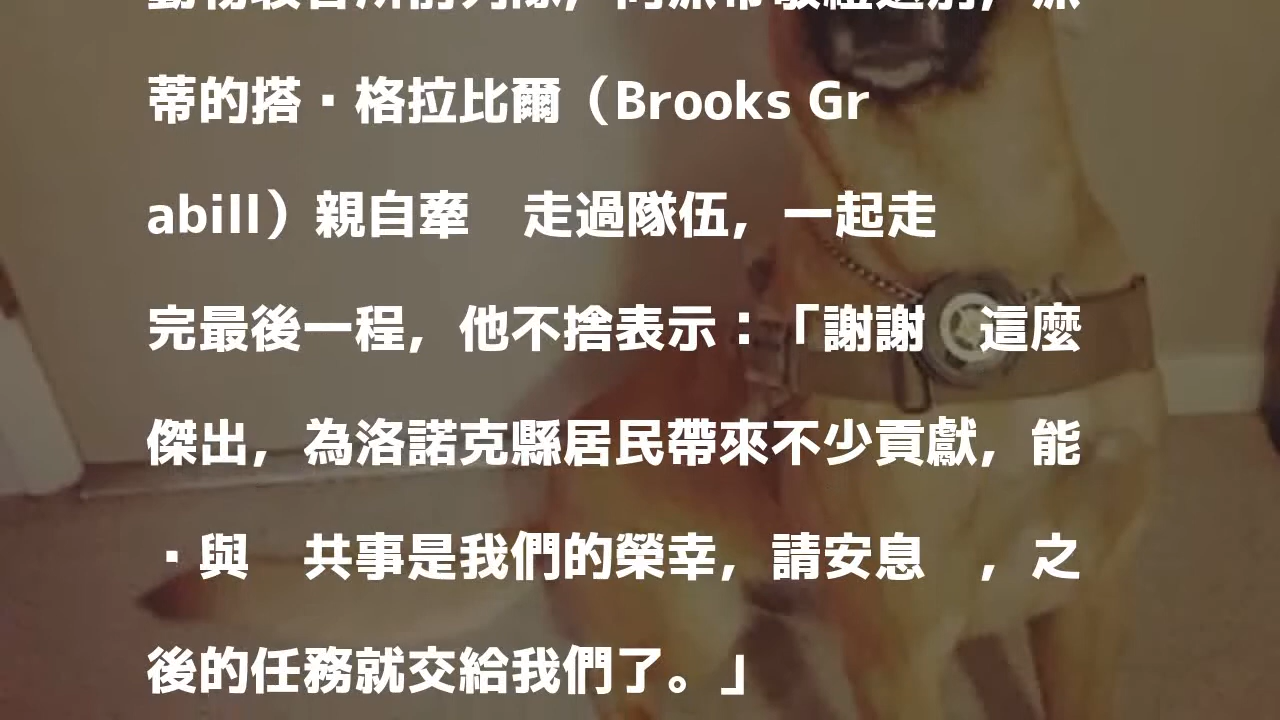 蒂的搭·格拉比爾（Brooks Gr
abill）親自牽　走過隊伍，一起走
完最後一程，他不捨表示：「謝謝　這麼
傑出，為洛諾克縣居民帶來不少貢獻，能
·與　共事是我們的榮幸，請安息　，之
後的任務就交給我們了。」